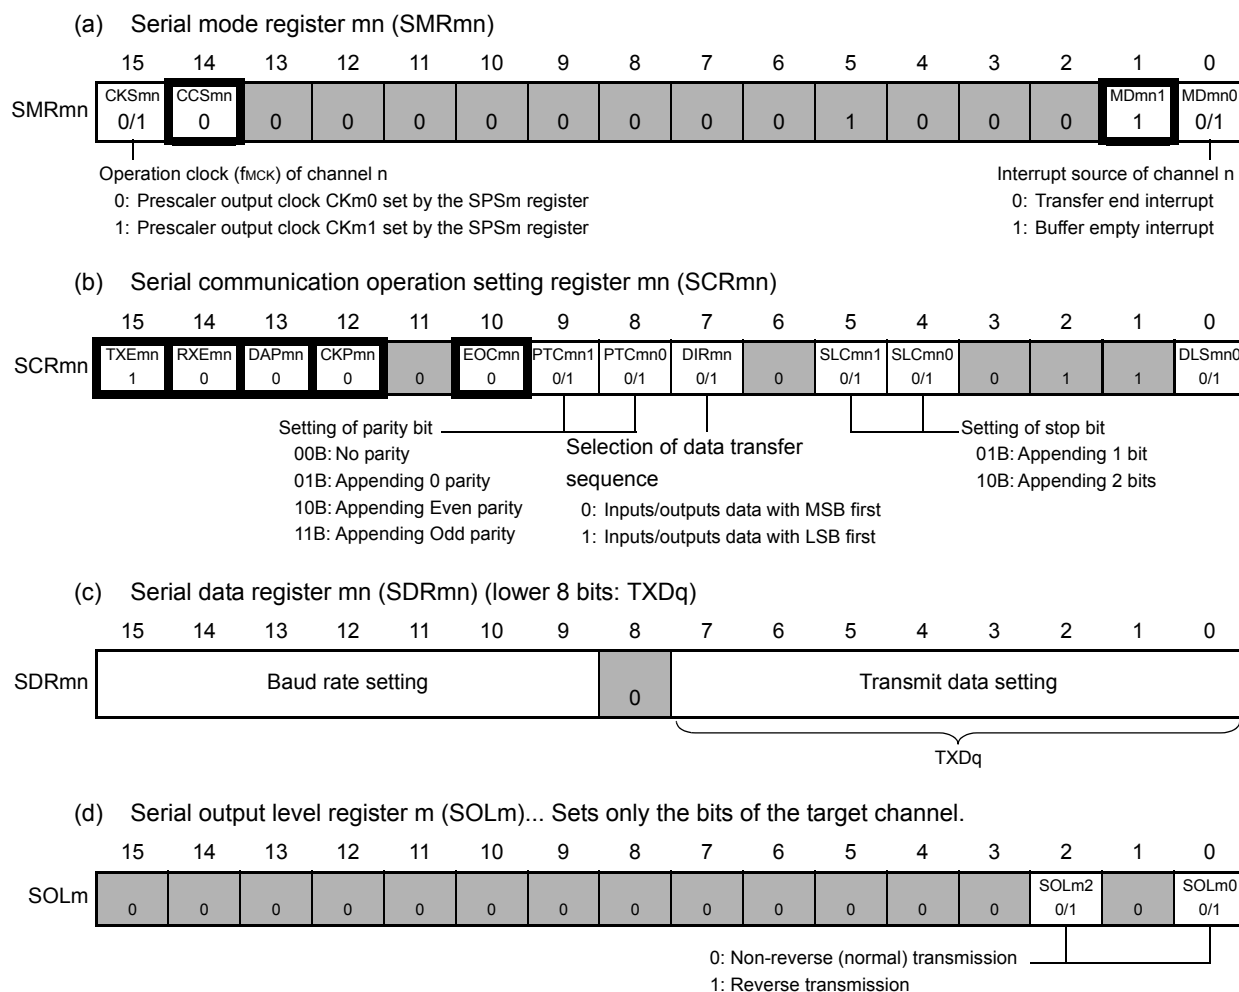 (a) Serial mode register mn (SMRmn)
15 14 13 12 11 10 9 8 7 6 5 4 3 2 1 0
SMRmn
CKSmn CCSmn MDmn1 MDmn0
0/1 0 0 0 0 0 0 0 0 0 1 0 0 0 1 0/1
Operation clock (fMCK) of channel n
0: Prescaler output clock CKm0 set by the SPSm register
1: Prescaler output clock CKm1 set by the SPSm register
Interrupt source of channel n
0: Transfer end interrupt
1: Buffer empty interrupt
(b) Serial communication operation setting register mn (SCRmn)
15 14 13 12 11 10 9 8 7 6 5 4 3 2 1 0
SCRmn
TXEmn RXEmn DAPmn CKPmn EOCmn PTCmn1 PTCmn0 DIRmn SLCmn1 SLCmn0 DLSmn0
1 0 0 0 0 0 0/1 0/1 0/1 0 0/1 0/1 0 1 1 0/1
Setting of parity bit
00B: No parity
01B: Appending 0 parity
10B: Appending Even parity
11B: Appending Odd parity
Selection of data transfer
sequence
0: Inputs/outputs data with MSB first
1: Inputs/outputs data with LSB first
Setting of stop bit
01B: Appending 1 bit
10B: Appending 2 bits
(c) Serial data register mn (SDRmn) (lower 8 bits: TXDq)
15 14 13 12 11 10 9 8 7 6 5 4 3 2 1 0
SDRmn
Baud rate setting 0 Transmit data setting
TXDq
(d) Serial output level register m (SOLm)... Sets only the bits of the target channel.
15 14 13 12 11 10 9 8 7 6 5 4 3 2 1 0
SOLm
SOLm2 SOLm0
0 0 0 0 0 0 0 0 0 0 0 0 0 0/1 0 0/1
0: Non-reverse (normal) transmission
1: Reverse transmission